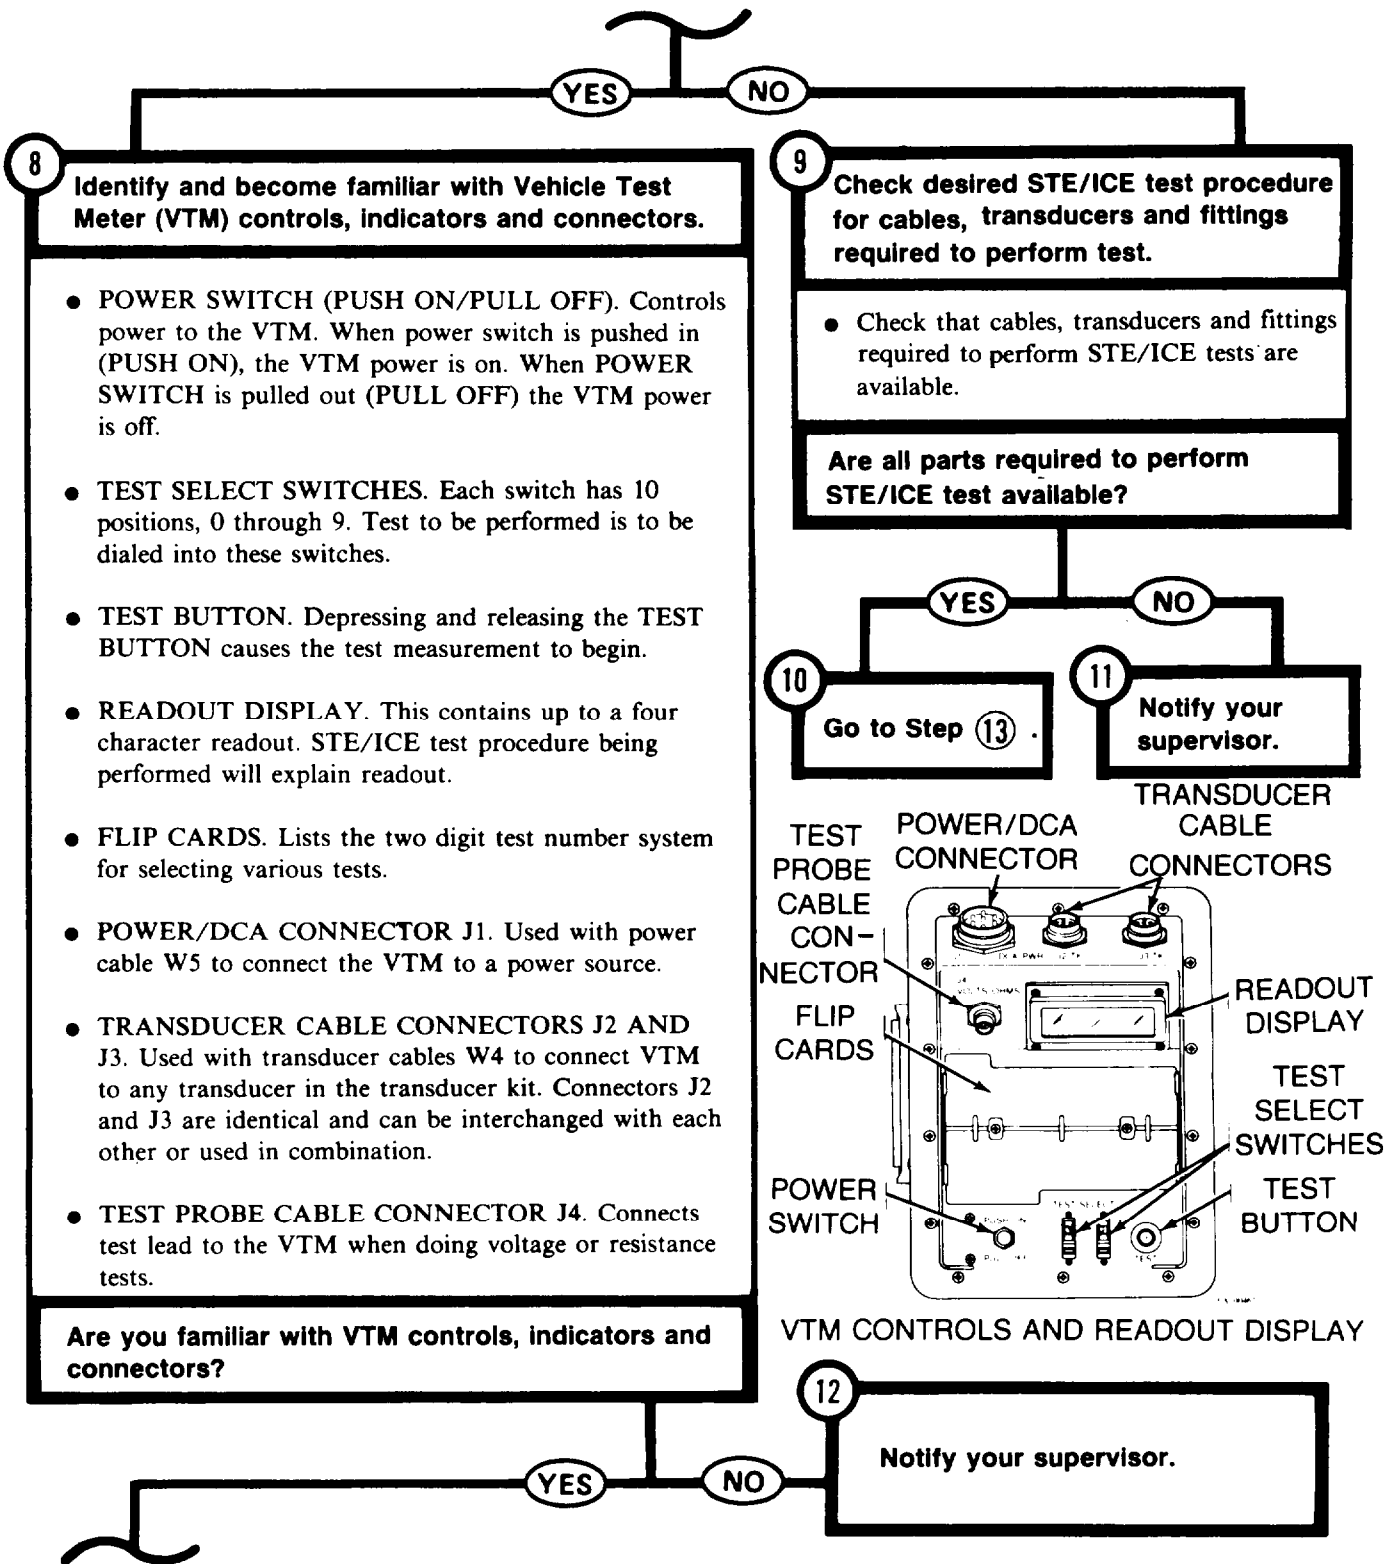 YES
NO
8
Identify and become familiar with Vehicle Test
Meter (VTM) controls, indicators and connectors.
● POWER SWITCH (PUSH ON/PULL OFF). Controls
power to the VTM. When power switch is pushed in
(PUSH ON), the VTM power is on. When POWER
SWITCH is pulled out (PULL OFF) the VTM power
is off.
● TEST SELECT SWITCHES. Each switch has 10
positions, 0 through 9. Test to be performed is to be
dialed into these switches.
● TEST BUTTON. Depressing and releasing the TEST
BUTTON causes the test measurement to begin.
● READOUT DISPLAY. This contains up to a four
character readout. STE/ICE test procedure being
performed will explain readout.
● FLIP CARDS. Lists the two digit test number system
for selecting various tests.
● POWER/DCA CONNECTOR J1. Used with power
cable W5 to connect the VTM to a power source.
● TRANSDUCER CABLE CONNECTORS J2 AND
J3. Used with transducer cables W4 to connect VTM
to any transducer in the transducer kit. Connectors J2
and J3 are identical and can be interchanged with each
other or used in combination.
● TEST PROBE CABLE CONNECTOR J4. Connects
test lead to the VTM when doing voltage or resistance
tests.
Are you familiar with VTM controls, indicators and
connectors?
YES
NO
9
Check desired STE/ICE test procedure
for cables, transducers and fittings
required to perform test.
● Check that cables, transducers and fittings
required to perform STE/ICE tests are
available.
Are all parts required to perform
STE/ICE test available?
YES
NO
10
Go to Step 13 .
11
Notify your
supervisor.
TEST
PROBE
CABLE
CON-
NECTOR
POWER/DCA
CONNECTOR
TRANSDUCER
CABLE
CONNECTORS
FLIP
CARDS
READOUT
DISPLAY
TEST
SELECT
SWITCHES
POWER
SWITCH
TEST
BUTTON
J4
VOLTS OHMS
PUSH ON
TEST SELECT
TEST
VTM CONTROLS AND READOUT DISPLAY
12
Notify your supervisor.